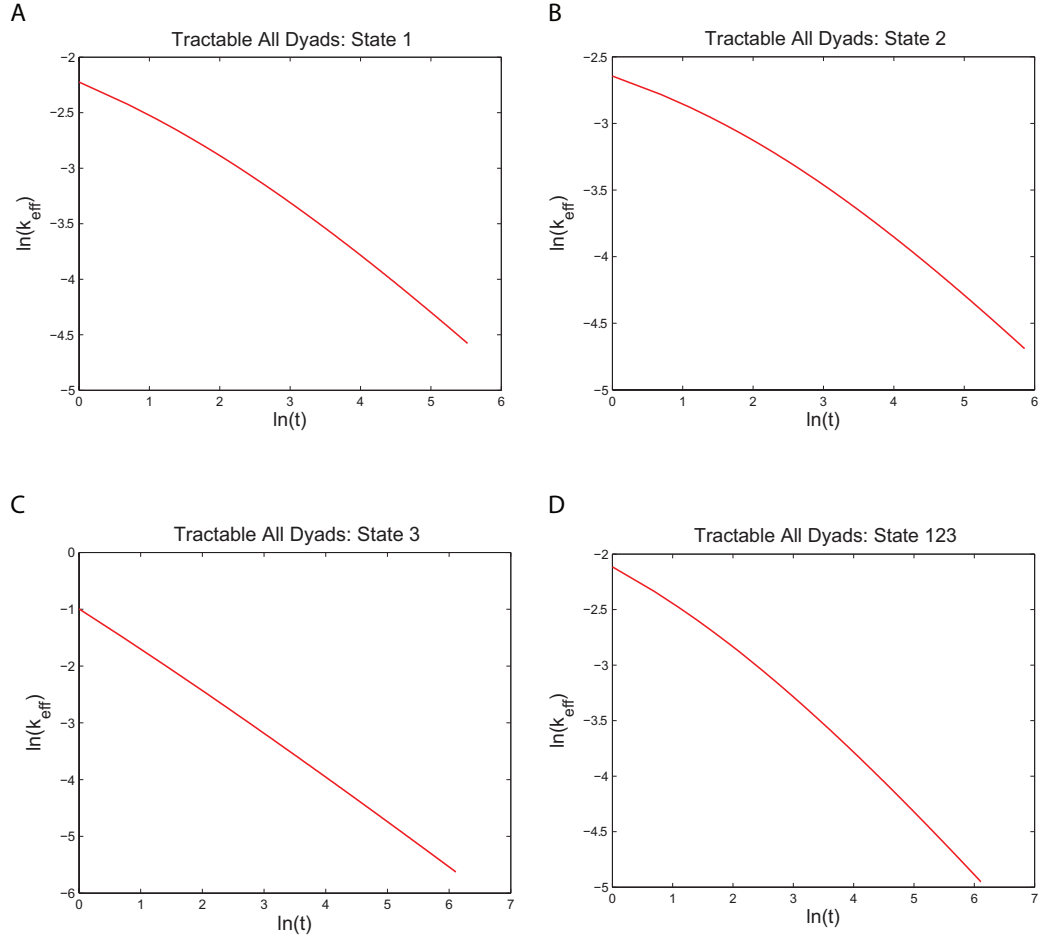 A
Tractable All Dyads: State 1
−2
−2.5
−3
−3.5
−4
−4.5
−5
0 1 2 3 4 5 6
ln(k_eff)
ln(t)
B
Tractable All Dyads: State 2
−2.5
−3
−3.5
−4
−4.5
−5
0 1 2 3 4 5 6
ln(k_eff)
ln(t)
C
Tractable All Dyads: State 3
0
−1
−2
−3
−4
−5
−6
0 1 2 3 4 5 6 7
ln(k_eff)
ln(t)
D
Tractable All Dyads: State 123
−2
−2.5
−3
−3.5
−4
−4.5
−5
0 1 2 3 4 5 6 7
ln(k_eff)
ln(t)